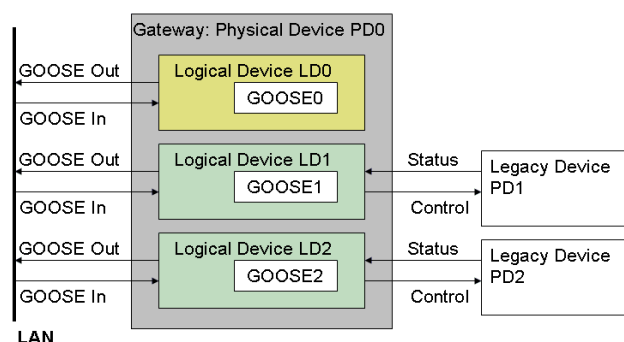 Gateway: Physical Device PD0
GOOSE Out
GOOSE In
Logical Device LD0
GOOSE0
GOOSE Out
GOOSE In
Logical Device LD1
GOOSE1
Status
Control
Legacy Device
PD1
GOOSE Out
GOOSE In
Logical Device LD2
GOOSE2
Status
Control
Legacy Device
PD2
LAN